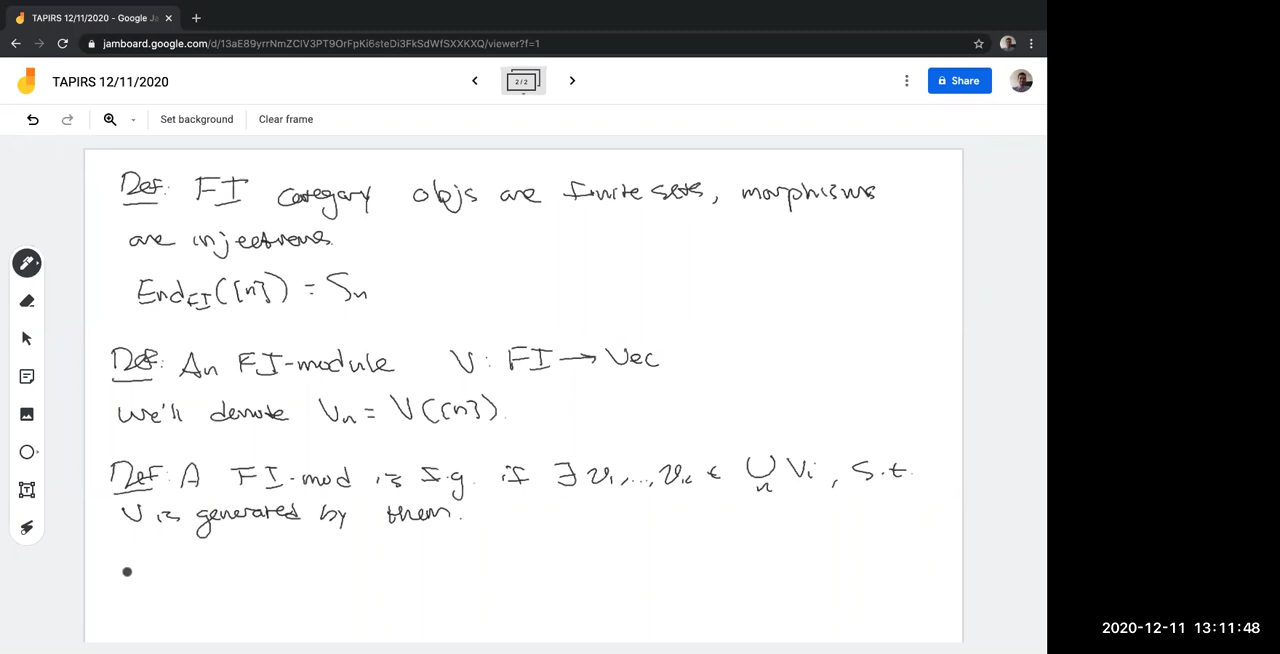 TAPIRS 12/11/2020 - Google Ja
jamboard.google.com/d/13aE89yrrNmZClV3PT9OrFpKi6steDi3FkSdWfSXXKXQ/viewer?f=1
TAPIRS 12/11/2020
2/2
Share
Set background
Clear frame
Def: FI category objs are finite sets, morphisms
are injections.
End_FI([n]) = S_n
Def: An FI-module V: FI → Vec
We'll denote V_n = V([n]).
Def: A FI-mod is f.g. if ∃ v_1,...,v_k ∈ ⋃_n V_i, s.t.
V is generated by them.
2020-12-11 13:11:48